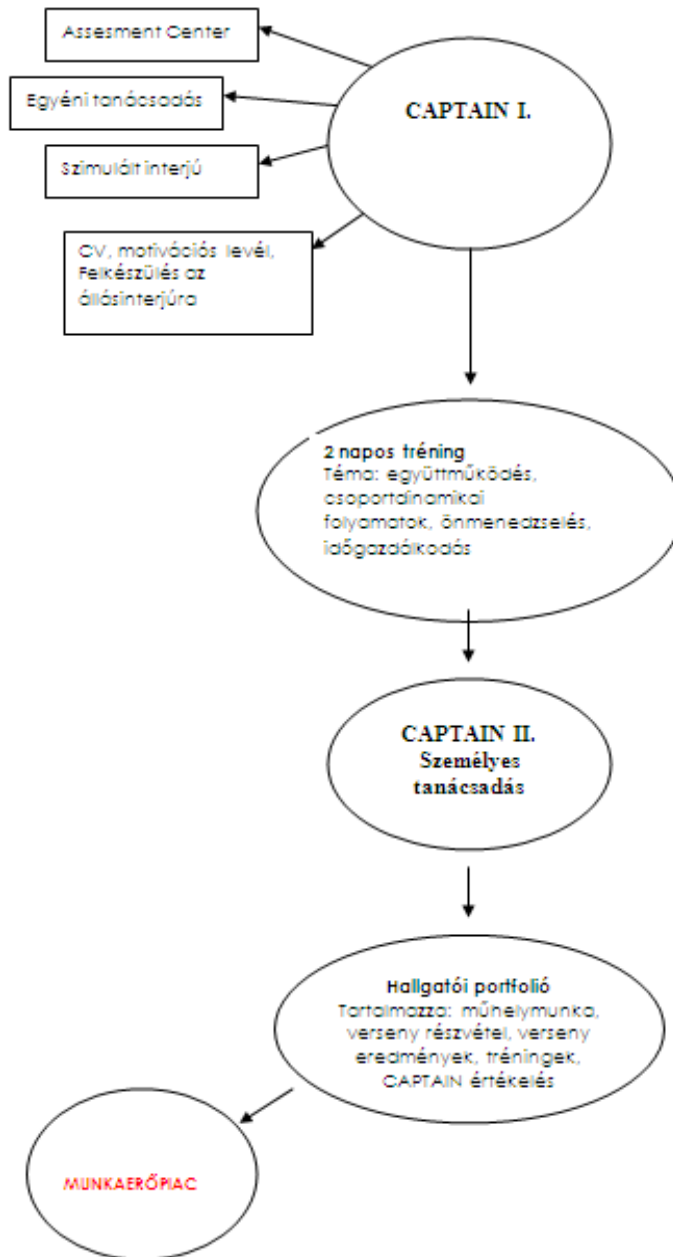 Assesment Center
Egyéni tanácsadás
CAPTAIN I.
Szimulált interjú
CV, motivációs levél,
Felkészülés az
állásinterjúra
2 napos tréning
Téma: együttműködés,
csoportdinamikai
folyamatok, önmenedzselés,
időgazdálkodás
CAPTAIN II.
Személyes
tanácsadás
Hallgatói portfolió
Tartalmazza: műhelymunka,
verseny részvétel, verseny
eredmények, tréningek,
CAPTAIN értékelés
MUNKAERŐPIAC